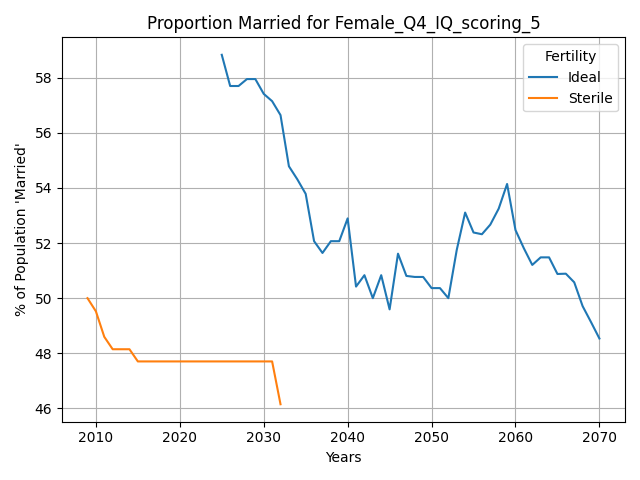 Proportion Married for Female_Q4_IQ_scoring_5
% of Population 'Married'
58
56
54
52
50
48
46
Fertility
Ideal
Sterile
2010 2020 2030 2040 2050 2060 2070
Years